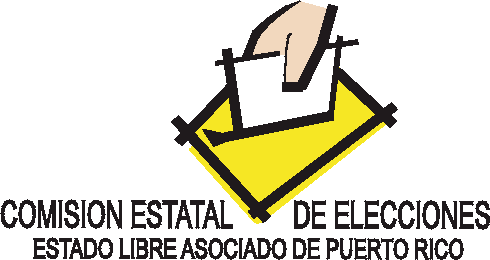 COMISION ESTATAL DE ELECCIONES
ESTADO LIBRE ASOCIADO DE PUERTO RICO